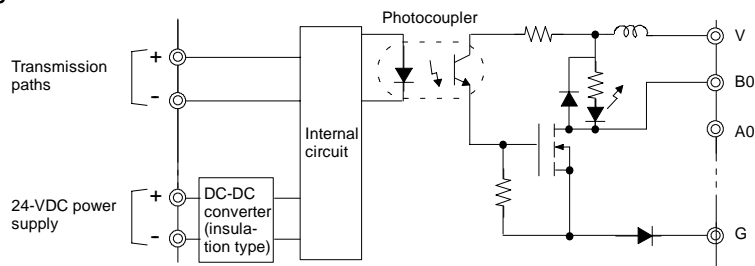 Photocoupler
Transmission
paths
+
-
Internal
circuit
V
B0
A0
G
24-VDC power
supply
+
-
DC-DC
converter
(insula-
tion type)